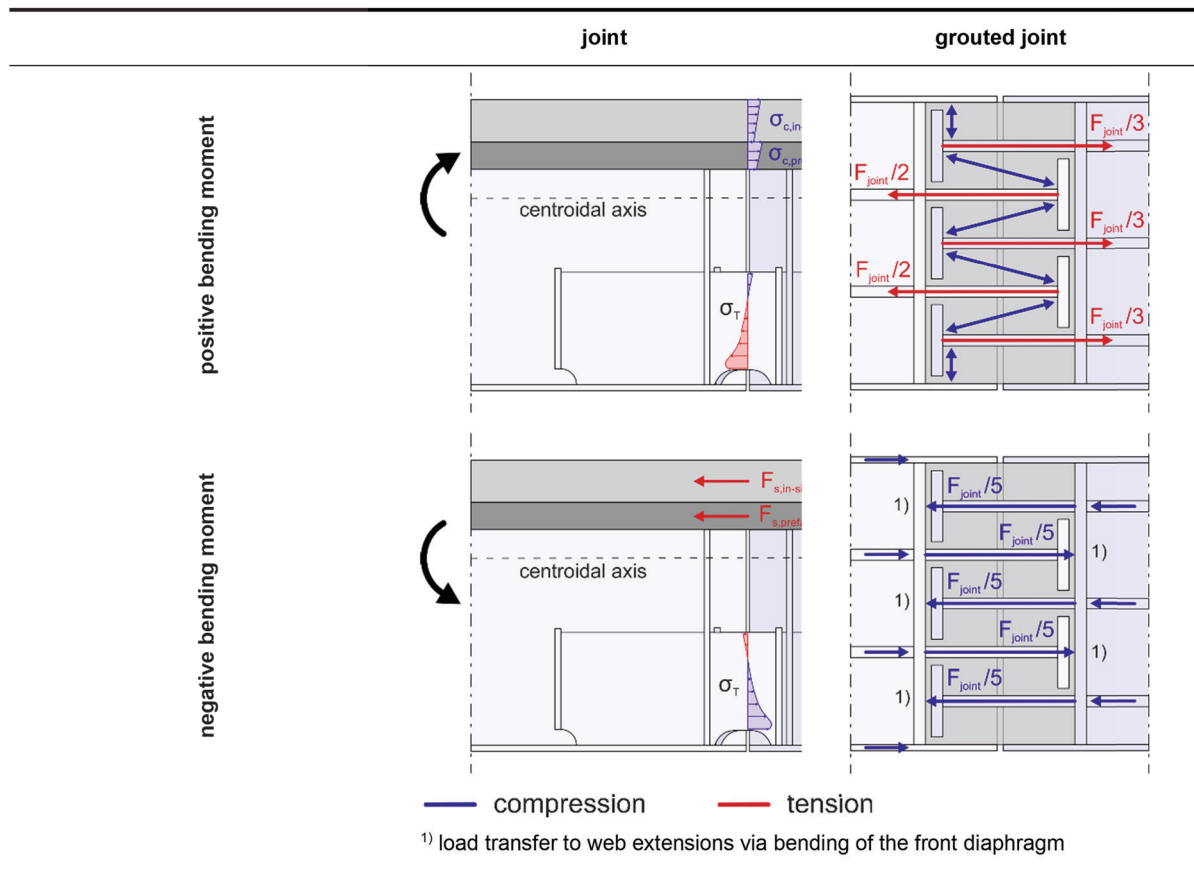 joint grouted joint
positive bending moment
σc,in-
σc,pr
centroidal axis
σT
Fjoint/3
Fjoint/2
Fjoint/3
Fjoint/2
Fjoint/3
negative bending moment
Fs,in-si
Fs,prefa
centroidal axis
σT
1) Fjoint/5
Fjoint/5 1)
1) Fjoint/5
Fjoint/5 1)
1) Fjoint/5
compression tension
1) load transfer to web extensions via bending of the front diaphragm